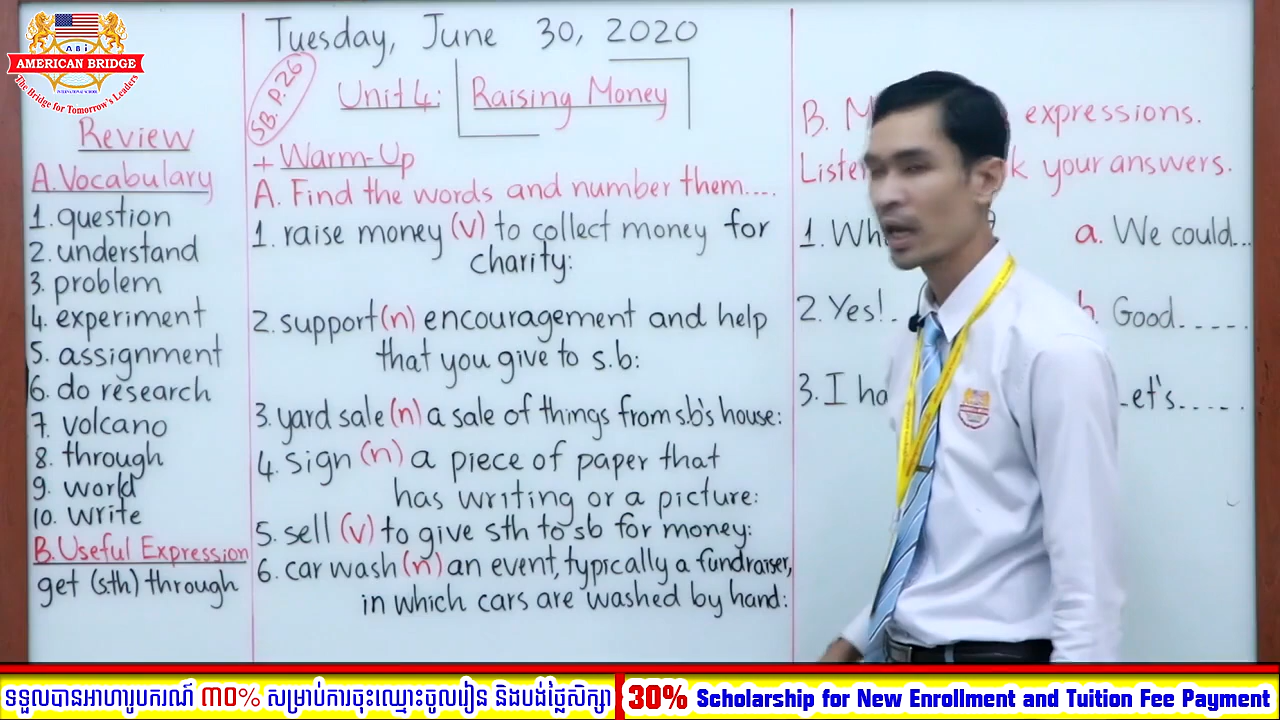 ABi
AMERICAN BRIDGE
INTERNATIONAL SCHOOL
The Bridge for Tomorrow's Leaders
Review
A. Vocabulary
1. question
2. understand
3. problem
4. experiment
5. assignment
6. do research
7. volcano
8. through
9. world
10. write
B. Useful Expression
get (s.th) through
Tuesday, June 30, 2020
SB. P. 26
Unit 4: Raising Money
+ Warm-Up
A. Find the words and number them....
1. raise money (v) to collect money for
charity:
2. support (n) encouragement and help
that you give to s.b:
3. yard sale (n) a sale of things from s.b's house:
4. sign (n) a piece of paper that
has writing or a picture:
5. sell (v) to give sth to sb for money:
6. car wash (n) an event, typically a fundraiser,
in which cars are washed by hand:
B. expressions.
your answers.
1. a. We could...
2. Yes! Good.....
3. I
ទទួលបានអាហារូបករណ៍ ៣០% សម្រាប់ការចុះឈ្មោះចូលរៀន និងបង់ថ្លៃសិក្សា
30% Scholarship for New Enrollment and Tuition Fee Payment